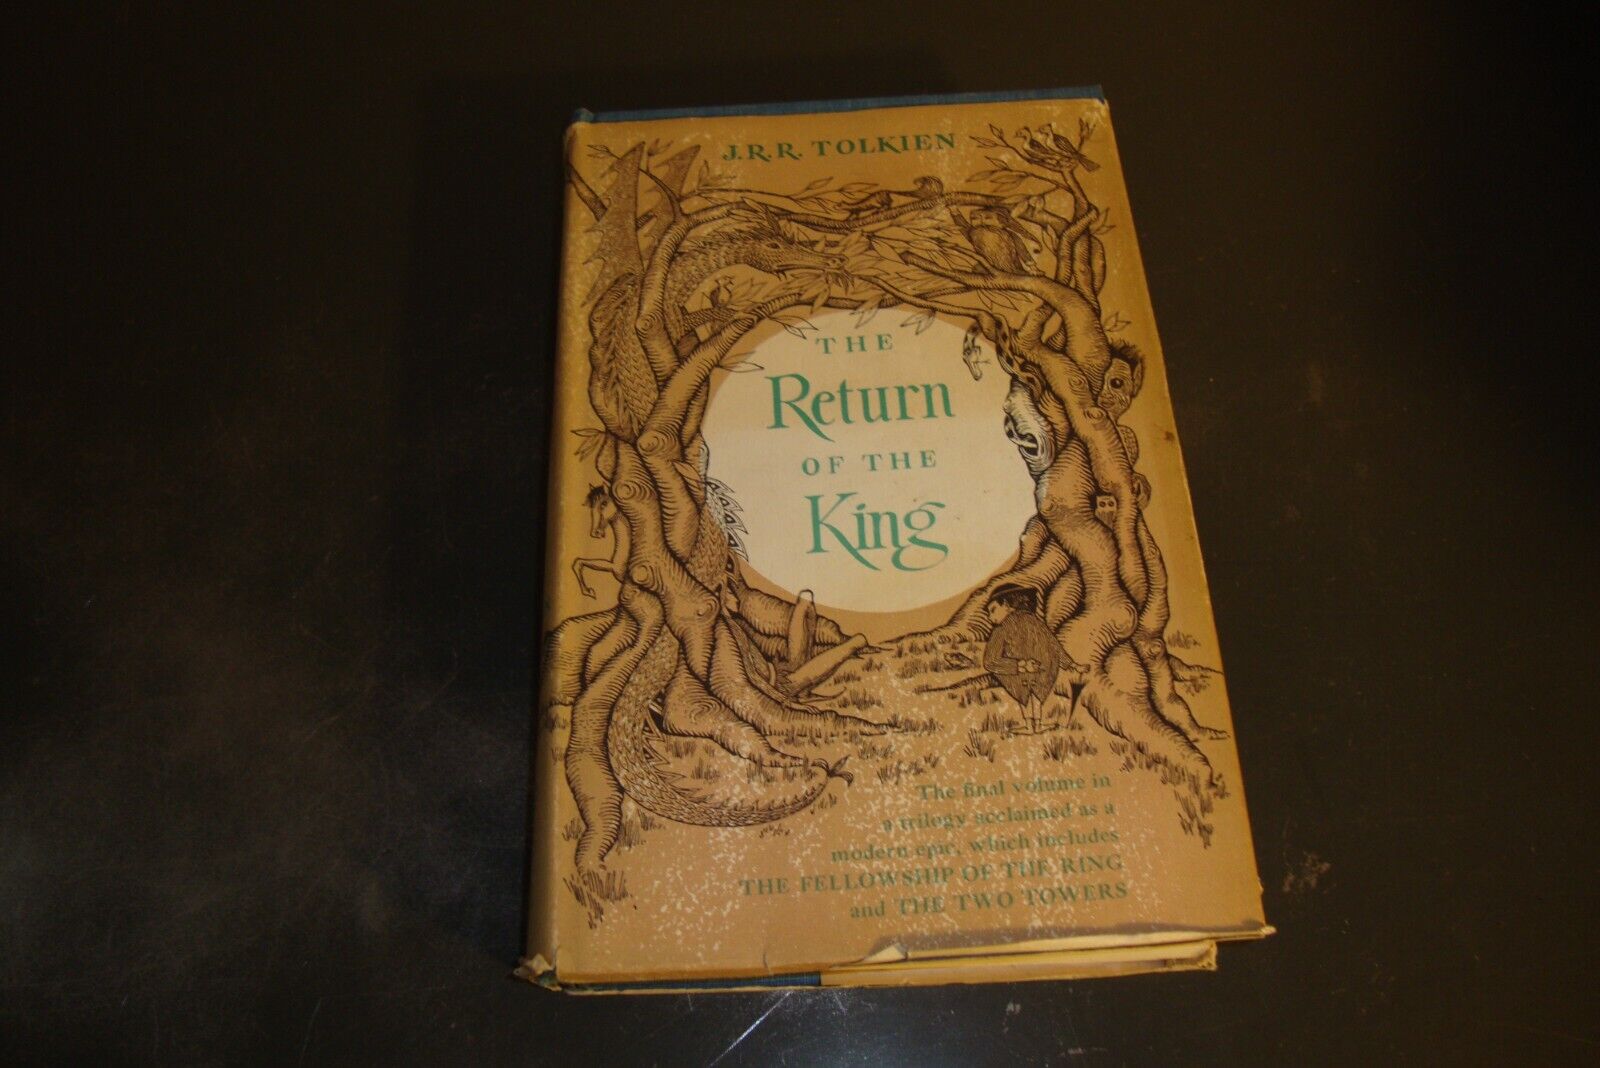 J.R.R. TOLKIEN
THE
Return
OF THE
King
The final volume in
a trilogy acclaimed as a
modern epic, which includes
THE FELLOWSHIP OF THE RING
and THE TWO TOWERS